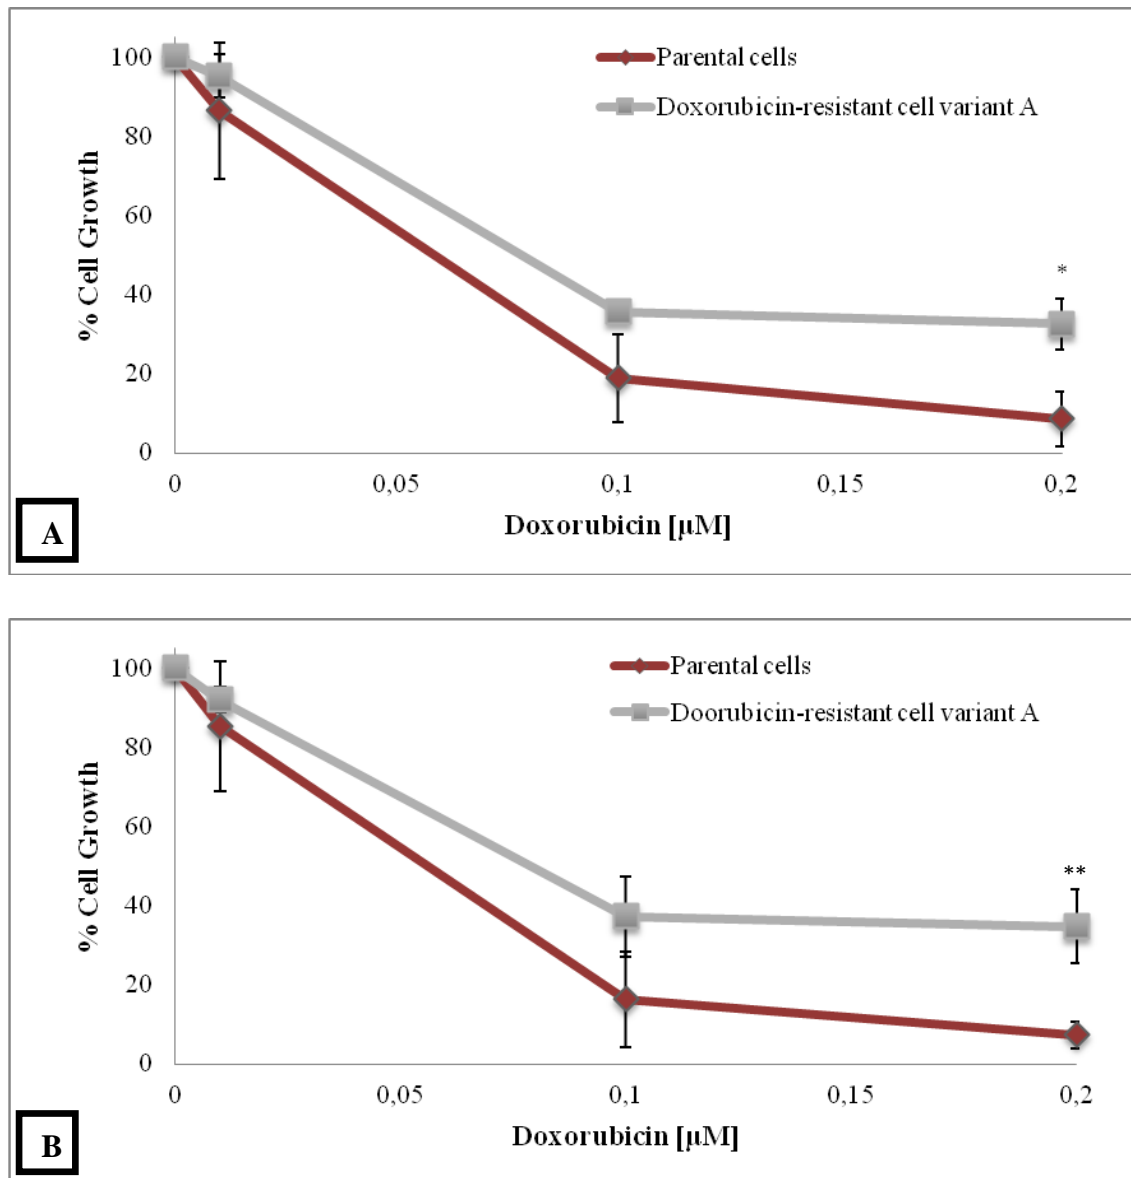 100
80
60
40
20
0
% Cell Growth
Parental cells
Doxorubicin-resistant cell variant A
*
0 0,05 0,1 0,15 0,2
Doxorubicin [µM]
A
100
80
60
40
20
0
% Cell Growth
Parental cells
Doorubicin-resistant cell variant A
**
0 0,05 0,1 0,15 0,2
Doxorubicin [µM]
B